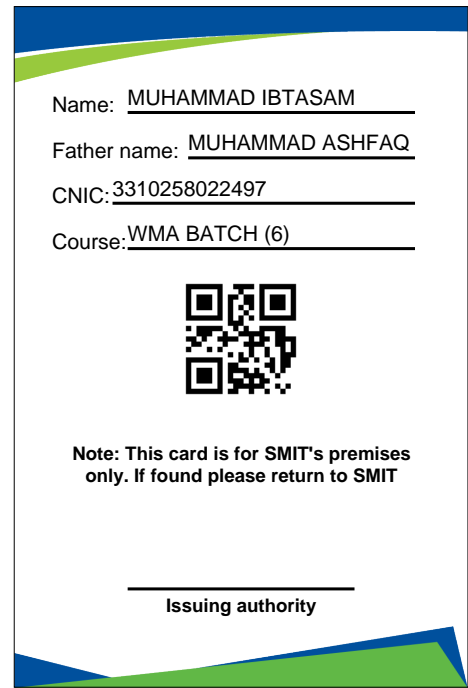 Name: MUHAMMAD IBTASAM
Father name: MUHAMMAD ASHFAQ
CNIC: 3310258022497
Course: WMA BATCH (6)
Note: This card is for SMIT's premises
only. If found please return to SMIT
Issuing authority